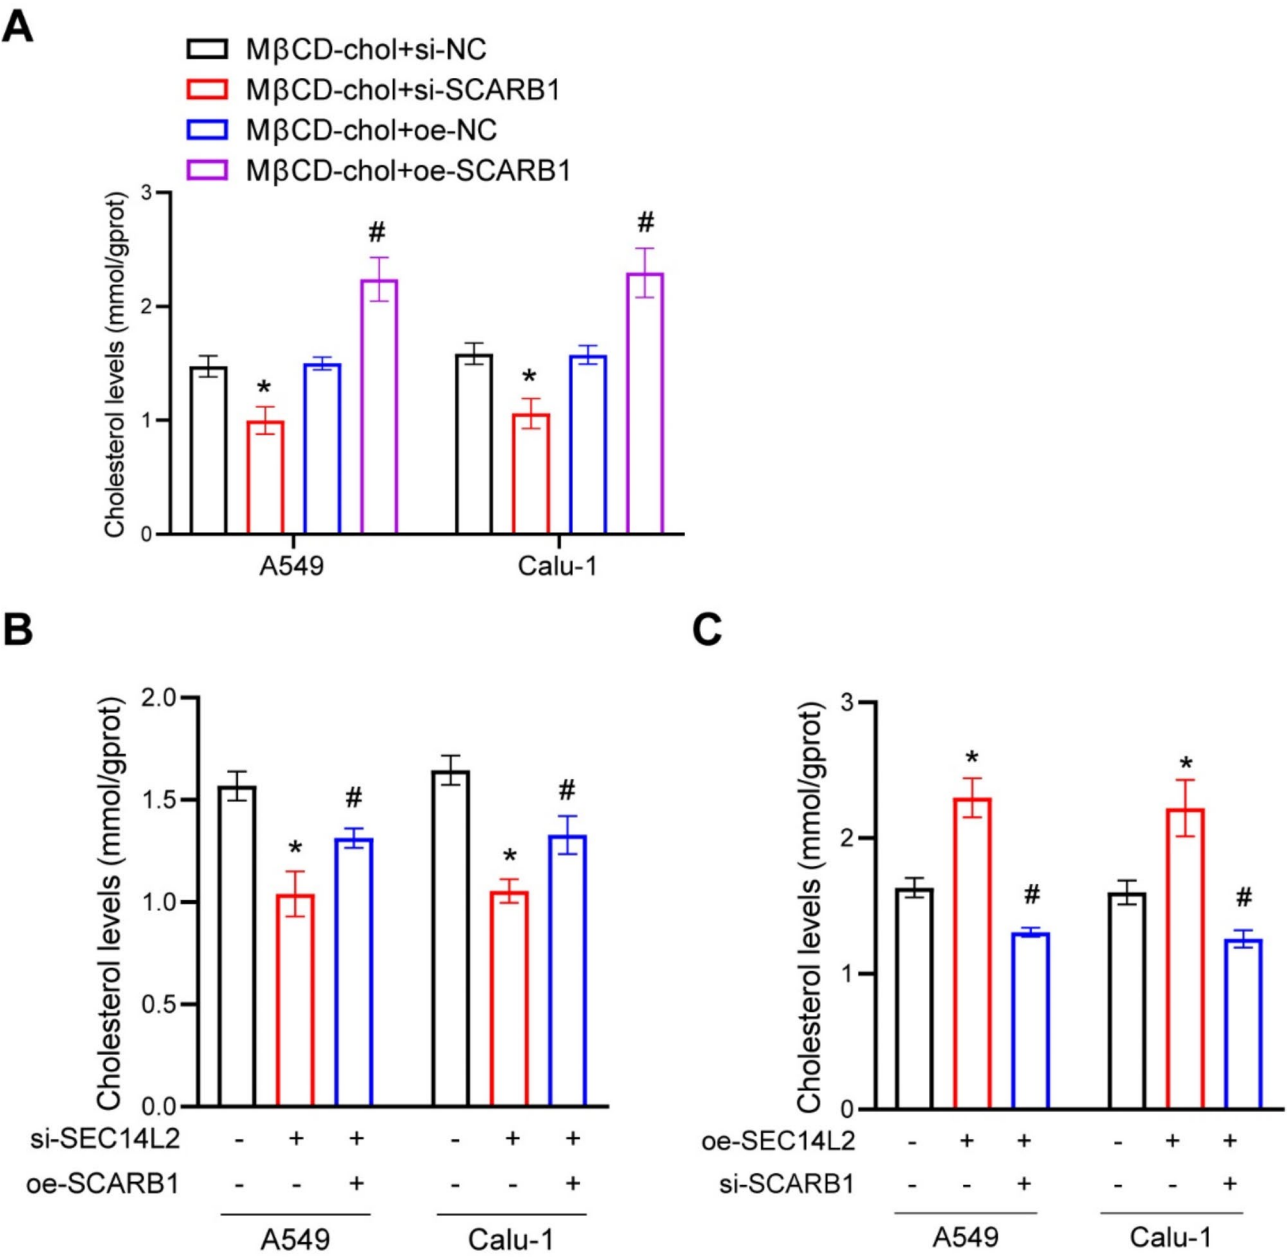 A
MβCD-chol+si-NC
MβCD-chol+si-SCARB1
MβCD-chol+oe-NC
MβCD-chol+oe-SCARB1
Cholesterol levels (mmol/gprot)
3
2
1
0
* # * #
A549 Calu-1
B
Cholesterol levels (mmol/gprot)
2.0
1.5
1.0
0.5
0.0
* # * #
si-SEC14L2 - + + - + +
oe-SCARB1 - - + - - +
A549 Calu-1
C
Cholesterol levels (mmol/gprot)
3
2
1
0
* # * #
oe-SEC14L2 - + + - + +
si-SCARB1 - - + - - +
A549 Calu-1